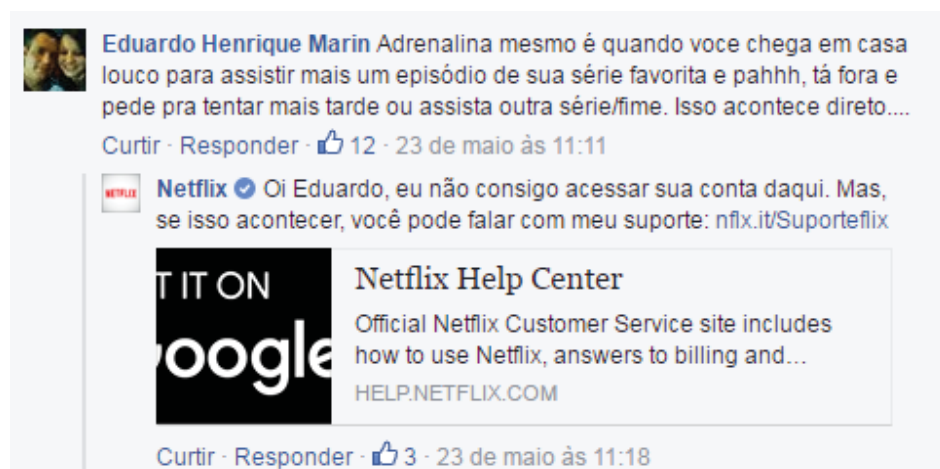 Eduardo Henrique Marin Adrenalina mesmo é quando voce chega em casa
louco para assistir mais um episódio de sua série favorita e pahhh, tá fora e
pede pra tentar mais tarde ou assista outra série/fime. Isso acontece direto....
Curtir · Responder · 12 · 23 de maio às 11:11
NETFLIX
Netflix Oi Eduardo, eu não consigo acessar sua conta daqui. Mas,
se isso acontecer, você pode falar com meu suporte: nflx.it/Suporteflix
T IT ON
oogle
Netflix Help Center
Official Netflix Customer Service site includes
how to use Netflix, answers to billing and...
HELP.NETFLIX.COM
Curtir · Responder · 3 · 23 de maio às 11:18